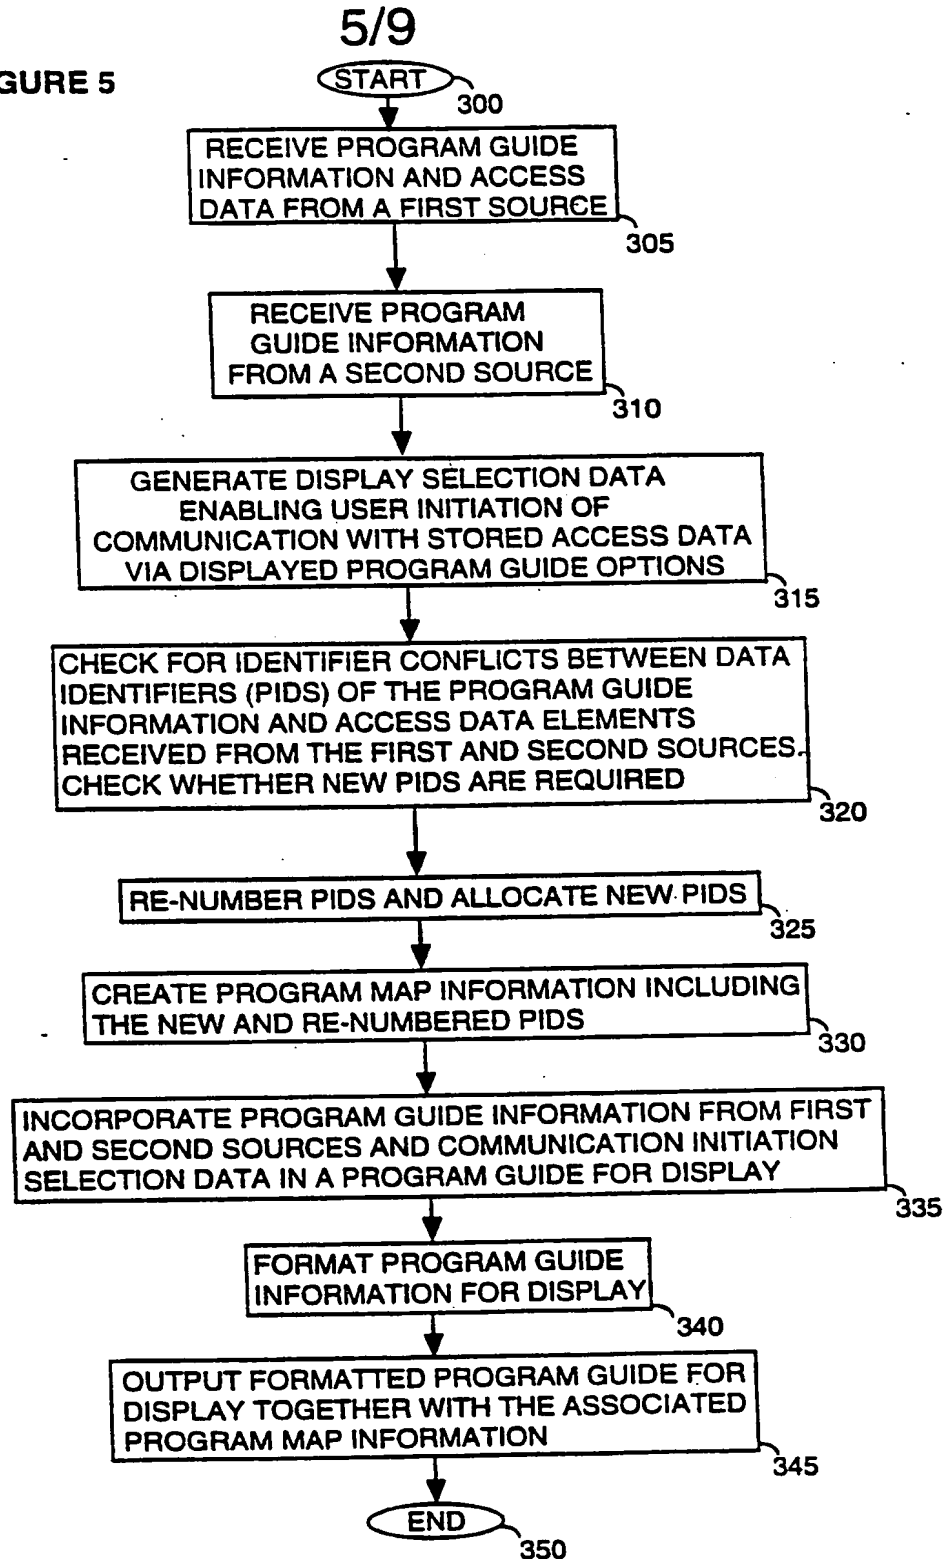 5/9
GURE 5
START
300
RECEIVE PROGRAM GUIDE
INFORMATION AND ACCESS
DATA FROM A FIRST SOURCE
305
RECEIVE PROGRAM
GUIDE INFORMATION
FROM A SECOND SOURCE
310
GENERATE DISPLAY SELECTION DATA
ENABLING USER INITIATION OF
COMMUNICATION WITH STORED ACCESS DATA
VIA DISPLAYED PROGRAM GUIDE OPTIONS
315
CHECK FOR IDENTIFIER CONFLICTS BETWEEN DATA
IDENTIFIERS (PIDS) OF THE PROGRAM GUIDE
INFORMATION AND ACCESS DATA ELEMENTS
RECEIVED FROM THE FIRST AND SECOND SOURCES.
CHECK WHETHER NEW PIDS ARE REQUIRED
320
RE-NUMBER PIDS AND ALLOCATE NEW PIDS
325
CREATE PROGRAM MAP INFORMATION INCLUDING
THE NEW AND RE-NUMBERED PIDS
330
INCORPORATE PROGRAM GUIDE INFORMATION FROM FIRST
AND SECOND SOURCES AND COMMUNICATION INITIATION
SELECTION DATA IN A PROGRAM GUIDE FOR DISPLAY
335
FORMAT PROGRAM GUIDE
INFORMATION FOR DISPLAY
340
OUTPUT FORMATTED PROGRAM GUIDE FOR
DISPLAY TOGETHER WITH THE ASSOCIATED
PROGRAM MAP INFORMATION
345
END
350